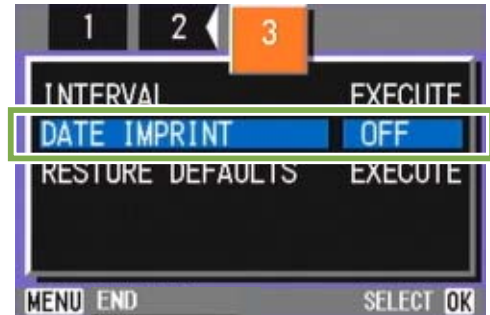 1 2 3
INTERVAL EXECUTE
DATE IMPRINT OFF
RESTORE DEFAULTS EXECUTE
MENU END SELECT OK